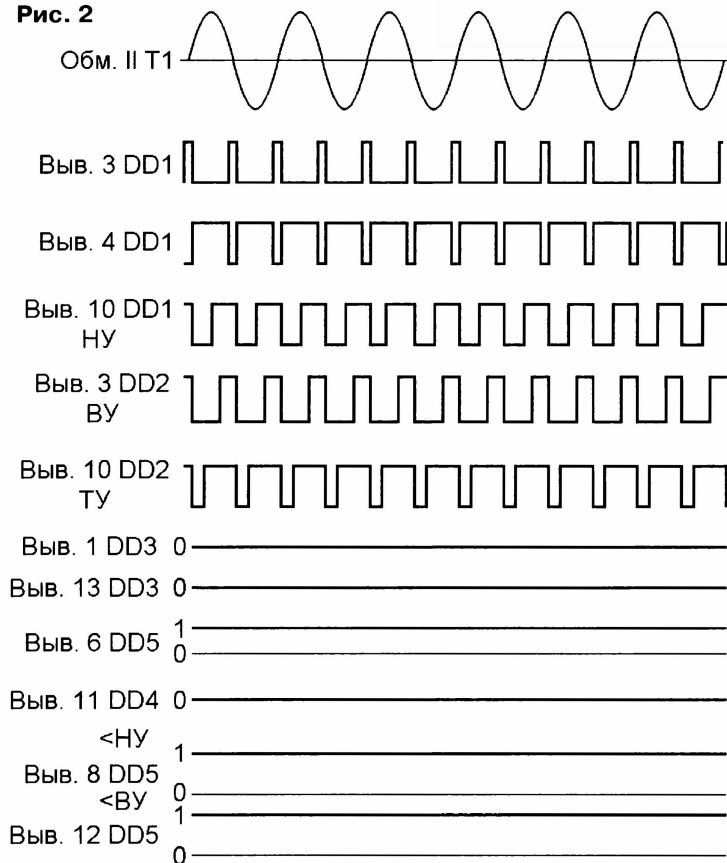 Рис. 2
Обм. II Т1
Выв. 3 DD1
Выв. 4 DD1
Выв. 10 DD1
НУ
Выв. 3 DD2
ВУ
Выв. 10 DD2
ТУ
Выв. 1 DD3 0
Выв. 13 DD3 0
1
Выв. 6 DD5
0
Выв. 11 DD4 0
<НУ
1
Выв. 8 DD5
0
<ВУ
1
Выв. 12 DD5
0